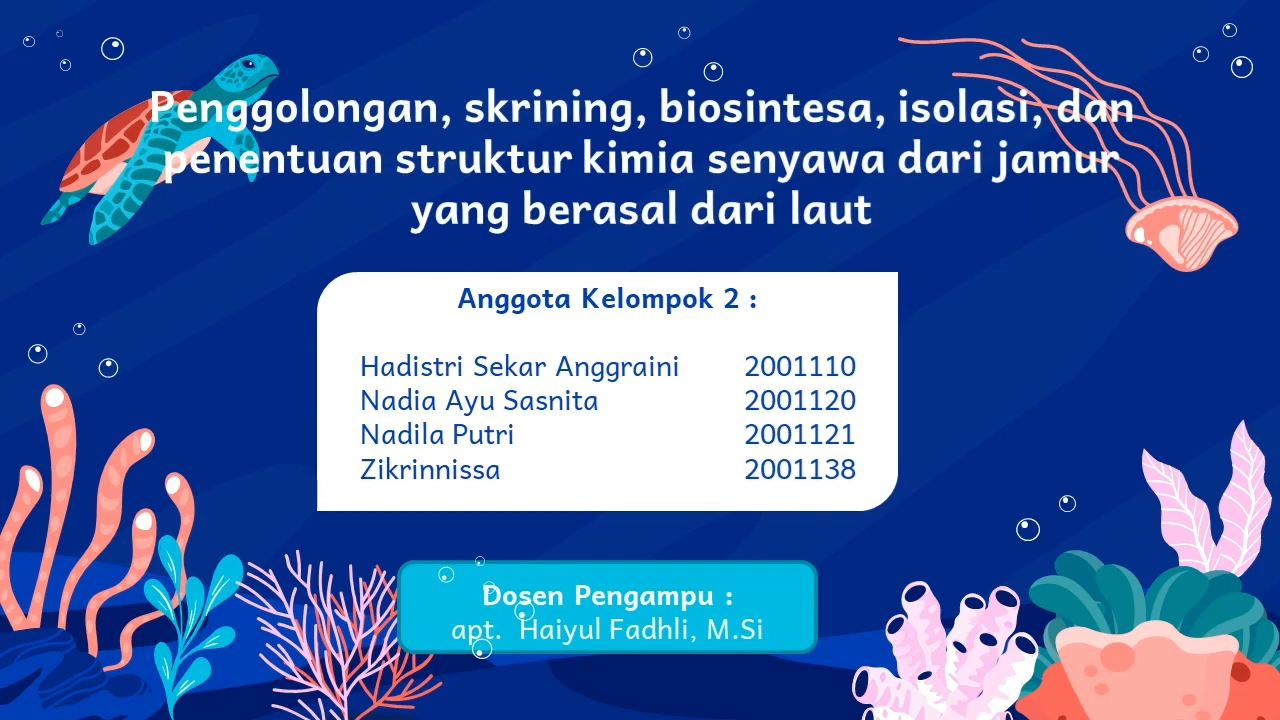 Penggolongan, skrining, biosintesa, isolasi, dan
penentuan struktur kimia senyawa dari jamur
yang berasal dari laut
Anggota Kelompok 2 :
Hadistri Sekar Anggraini 2001110
Nadia Ayu Sasnita 2001120
Nadila Putri 2001121
Zikrinnissa 2001138
Dosen Pengampu :
apt. Haiyul Fadhli, M.Si